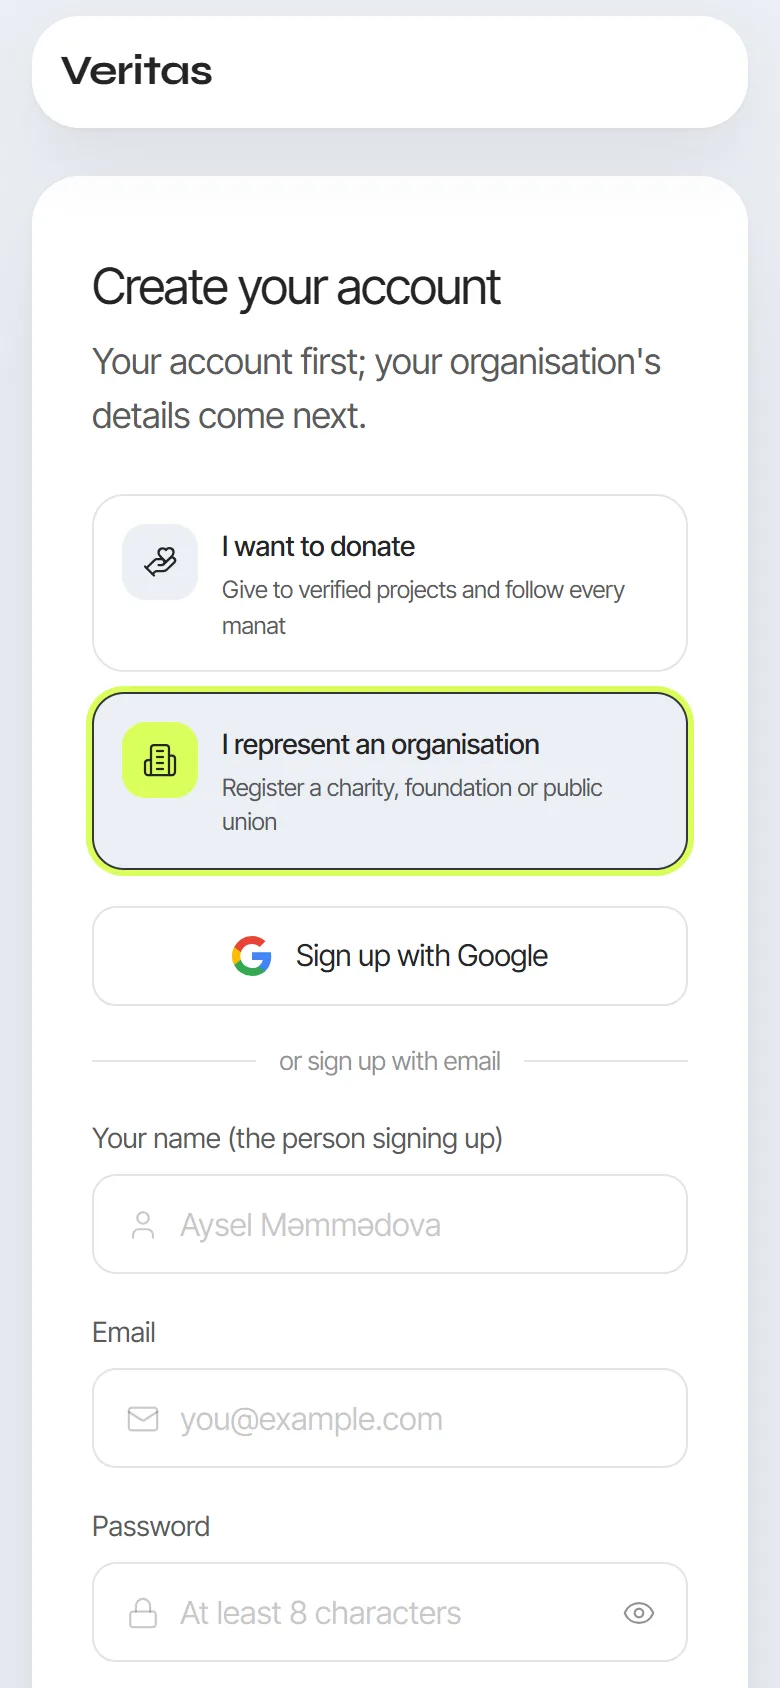 Veritas
Create your account
Your account first; your organisation's
details come next.
I want to donate
Give to verified projects and follow every
manat
I represent an organisation
Register a charity, foundation or public
union
Sign up with Google
or sign up with email
Your name (the person signing up)
Aysel Məmmədova
Email
you@example.com
Password
At least 8 characters